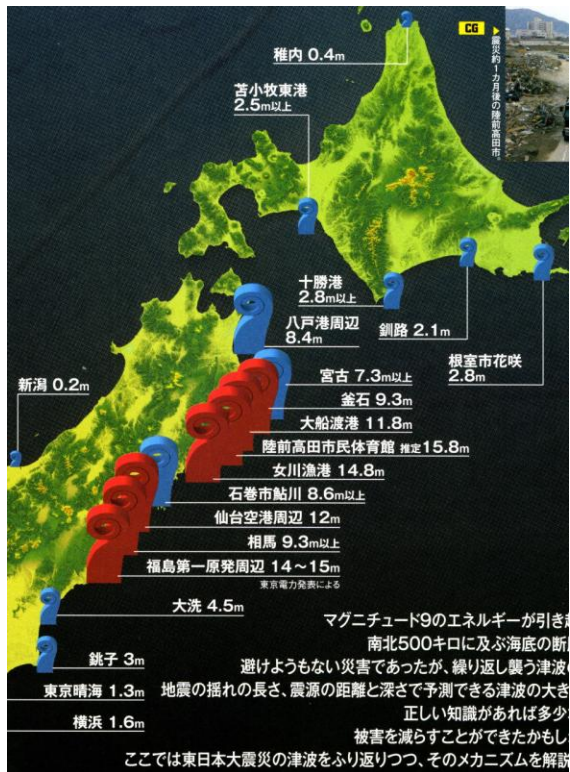 CG
震災約1カ月後の陸前高田市。
稚内 0.4m
苫小牧東港
2.5m以上
十勝港
2.8m以上
八戸港周辺
8.4m
釧路 2.1m
根室市花咲
2.8m
新潟 0.2m
宮古 7.3m以上
釜石 9.3m
大船渡港 11.8m
陸前高田市民体育館 推定15.8m
女川漁港 14.8m
石巻市鮎川 8.6m以上
仙台空港周辺 12m
相馬 9.3m以上
福島第一原発周辺 14〜15m
東京電力発表による
大洗 4.5m
銚子 3m
東京晴海 1.3m
横浜 1.6m
マグニチュード9のエネルギーが引き起
南北500キロに及ぶ海底の断
避けようもない災害であったが、繰り返し襲う津波
地震の揺れの長さ、震源の距離と深さで予測できる津波の大き
正しい知識があれば多少
被害を減らすことができたかもし
ここでは東日本大震災の津波をふり返りつつ、そのメカニズムを解説